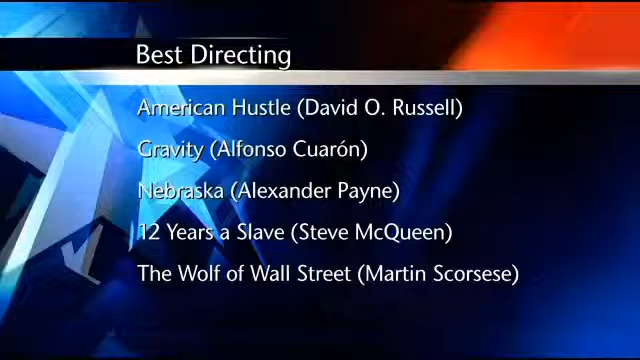 Best Directing
American Hustle (David O. Russell)
Gravity (Alfonso Cuarón)
Nebraska (Alexander Payne)
12 Years a Slave (Steve McQueen)
The Wolf of Wall Street (Martin Scorsese)